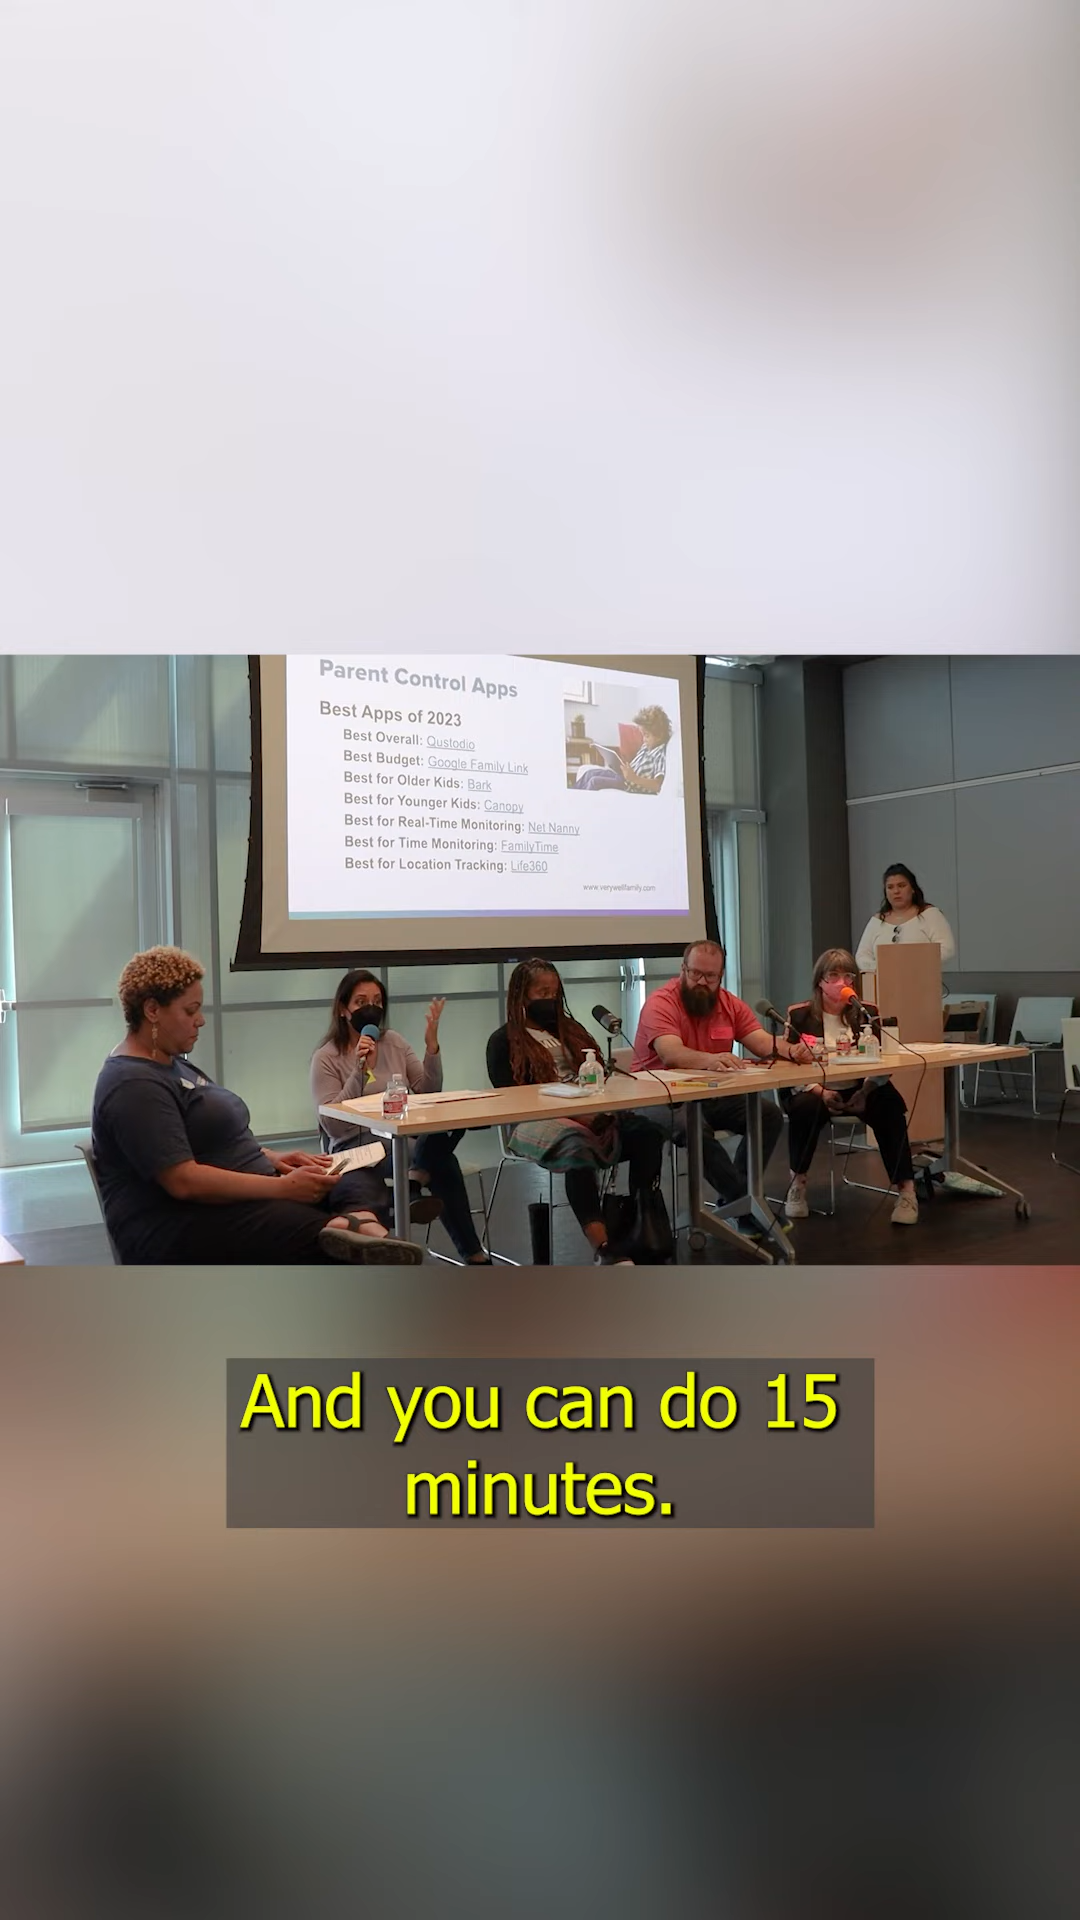 Parent Control Apps
Best Apps of 2023
Best Overall: Qustodio
Best Budget: Google Family Link
Best for Older Kids: Bark
Best for Younger Kids: Canopy
Best for Real-Time Monitoring: Net Nanny
Best for Time Monitoring: FamilyTime
Best for Location Tracking: Life360
www.verywellfamily.com
And you can do 15
minutes.